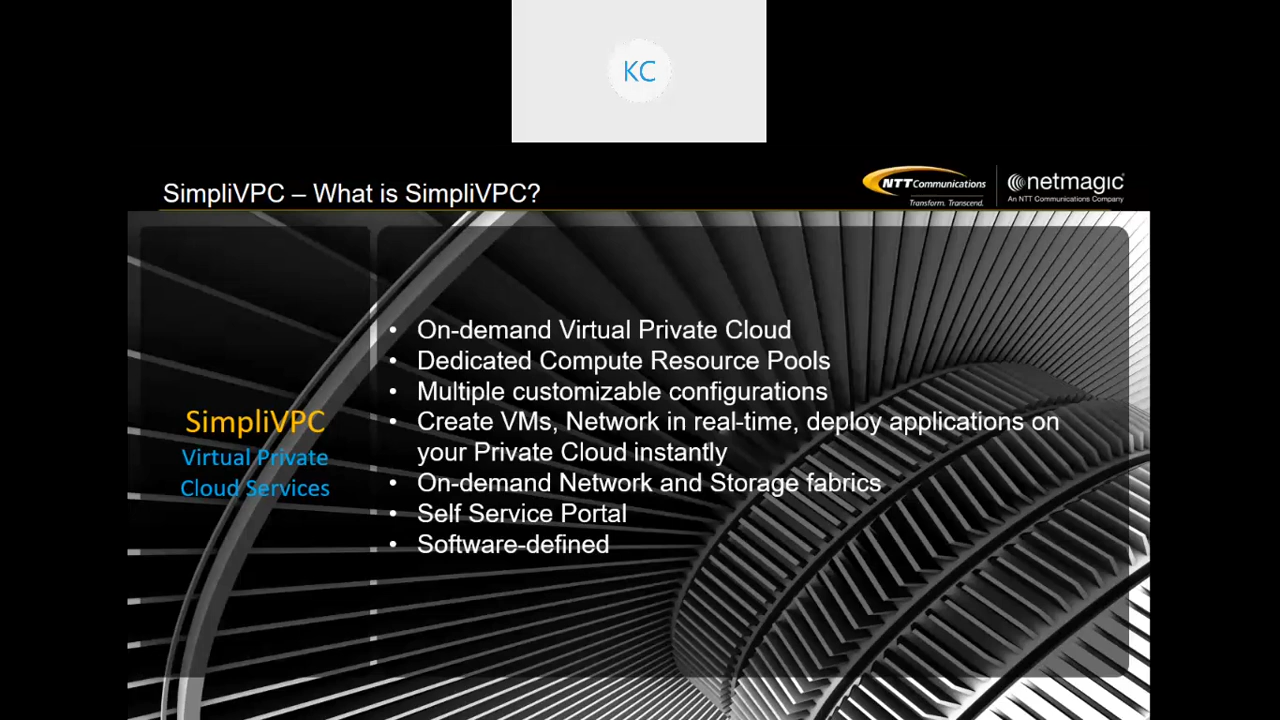 KC
SimpliVPC – What is SimpliVPC?
NTT Communications
Transform. Transcend.
netmagic
An NTT Communications Company
SimpliVPC
Virtual Private
Cloud Services
• On-demand Virtual Private Cloud
• Dedicated Compute Resource Pools
• Multiple customizable configurations
• Create VMs, Network in real-time, deploy applications on
your Private Cloud instantly
• On-demand Network and Storage fabrics
• Self Service Portal
• Software-defined